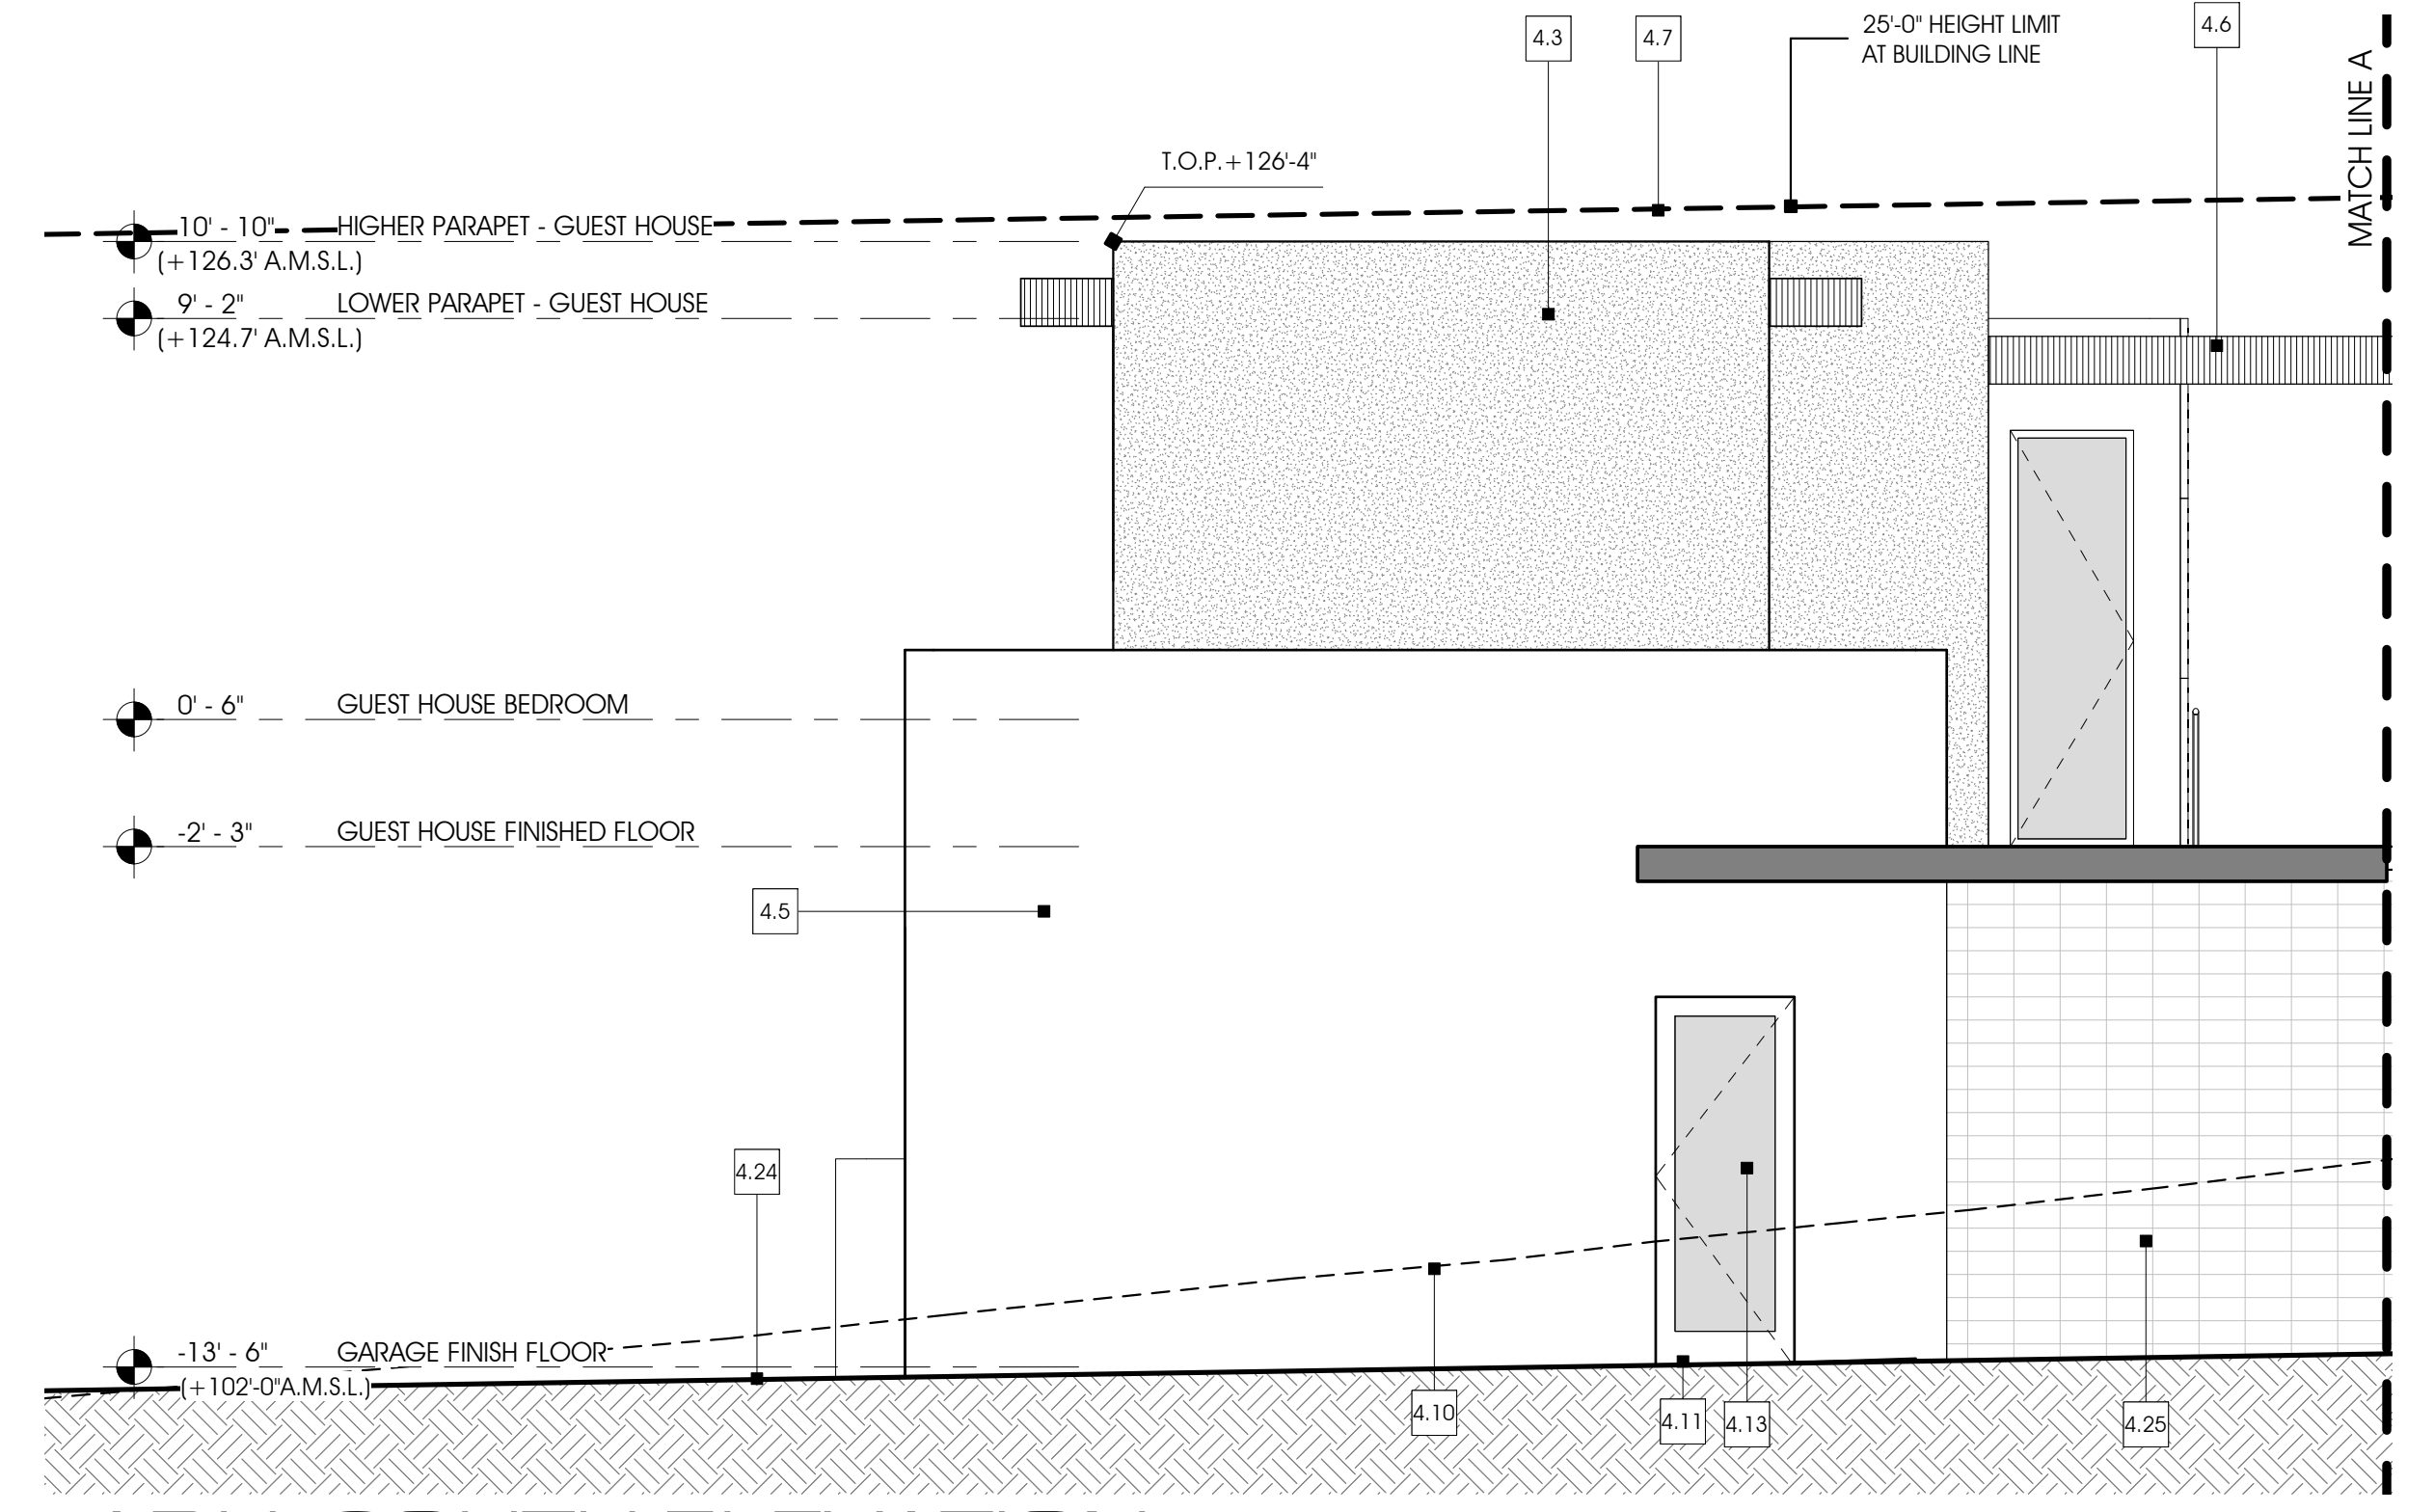 4.3
4.7
25'-0" HEIGHT LIMIT
AT BUILDING LINE
4.6
MATCH LINE A
T.O.P.+126'-4"
10' - 10" HIGHER PARAPET - GUEST HOUSE
(+126.3' A.M.S.L.)
9' - 2" LOWER PARAPET - GUEST HOUSE
(+124.7' A.M.S.L.)
0' - 6" GUEST HOUSE BEDROOM
-2' - 3" GUEST HOUSE FINISHED FLOOR
4.5
4.24
-13' - 6" GARAGE FINISH FLOOR
(+102'-0"A.M.S.L.)
4.10
4.11
4.13
4.25